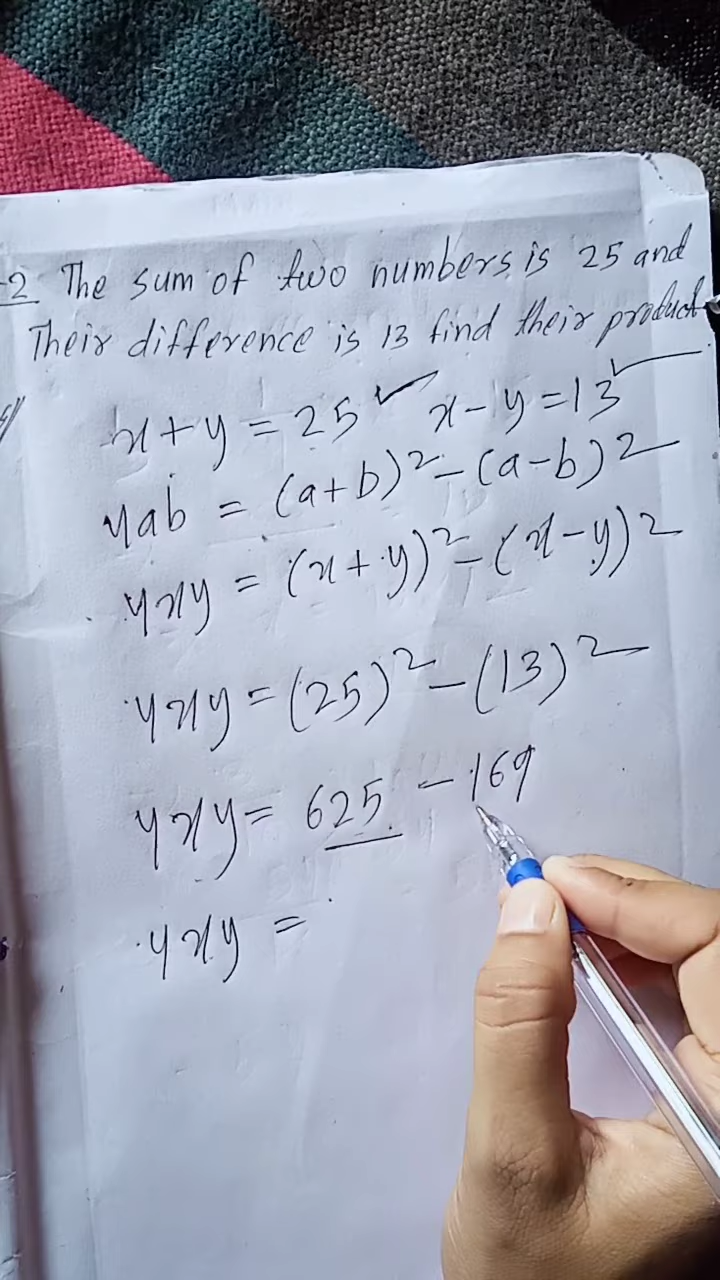 2 The sum of two numbers is 25 and
Their difference is 13 find their product
x+y = 25 ✓ x-y = 13 ✓
4ab = (a+b)² - (a-b)²
4xy = (x+y)² - (x-y)²
4xy = (25)² - (13)²
4xy = 625 - 169
4xy =